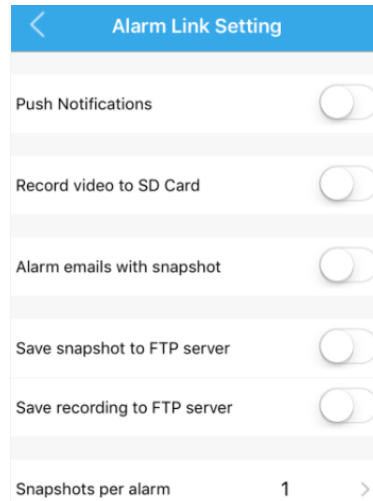 Alarm Link Setting
Push Notifications
Record video to SD Card
Alarm emails with snapshot
Save snapshot to FTP server
Save recording to FTP server
Snapshots per alarm 1